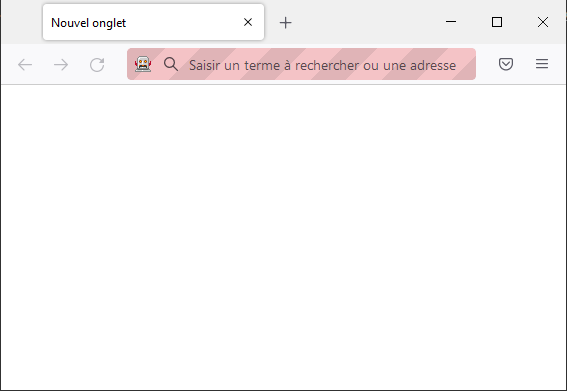 Nouvel onglet
Saisir un terme à rechercher ou une adresse